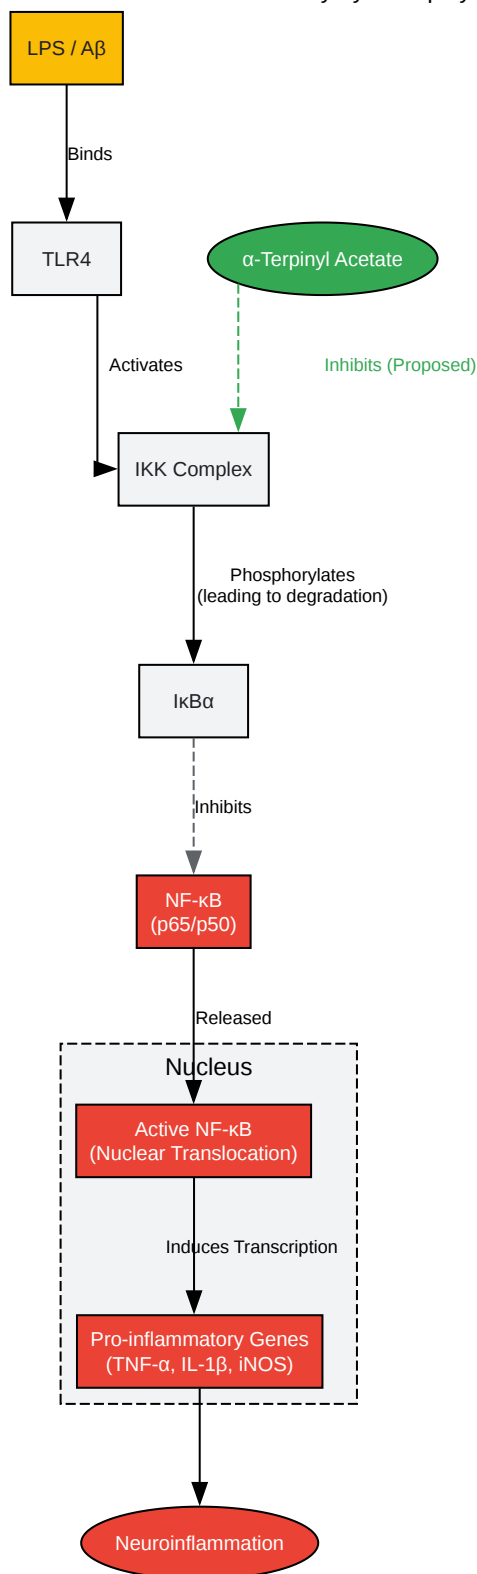 LPS / Aβ
Binds
TLR4
α-Terpinyl Acetate
Activates
Inhibits (Proposed)
IKK Complex
Phosphorylates
(leading to degradation)
IκBα
Inhibits
NF-κB
(p65/p50)
Released
Nucleus
Active NF-κB
(Nuclear Translocation)
Induces Transcription
Pro-inflammatory Genes
(TNF-α, IL-1β, iNOS)
Neuroinflammation